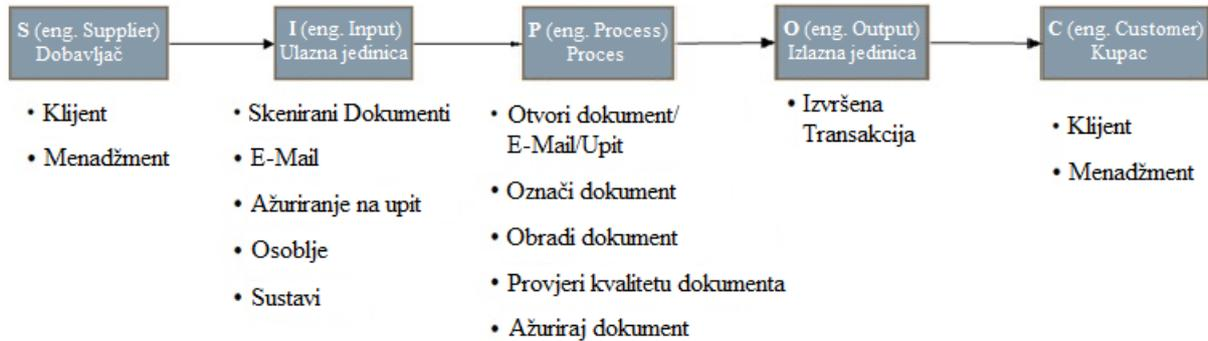 S (eng. Supplier)
Dobavljač
• Klijent
• Menadžment
I (eng. Input)
Ulazna jedinica
• Skenirani Dokumenti
• E-Mail
• Ažuriranje na upit
• Osoblje
• Sustavi
P (eng. Process)
Proces
• Otvori dokument/
E-Mail/Upit
• Označi dokument
• Obradi dokument
• Provjeri kvalitetu dokumenta
• Ažuriraj dokument
O (eng. Output)
Izlazna jedinica
• Izvršena
Transakcija
C (eng. Customer)
Kupac
• Klijent
• Menadžment